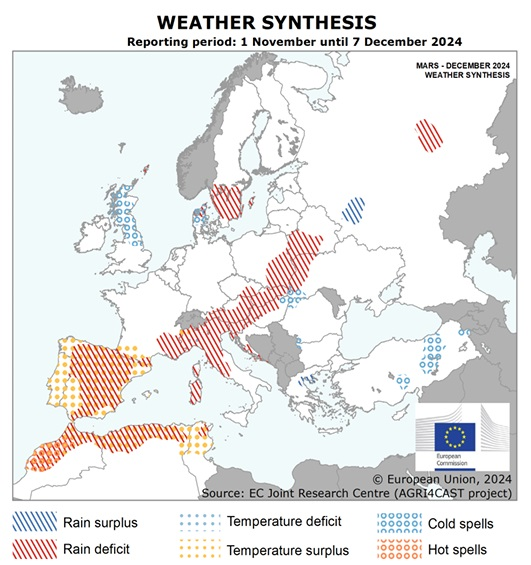 WEATHER SYNTHESIS
Reporting period: 1 November until 7 December 2024
MARS - DECEMBER 2024
WEATHER SYNTHESIS
European
Commission
© European Union, 2024
Source: EC Joint Research Centre (AGRI4CAST project)
Rain surplus
Temperature deficit
Cold spells
Rain deficit
Temperature surplus
Hot spells